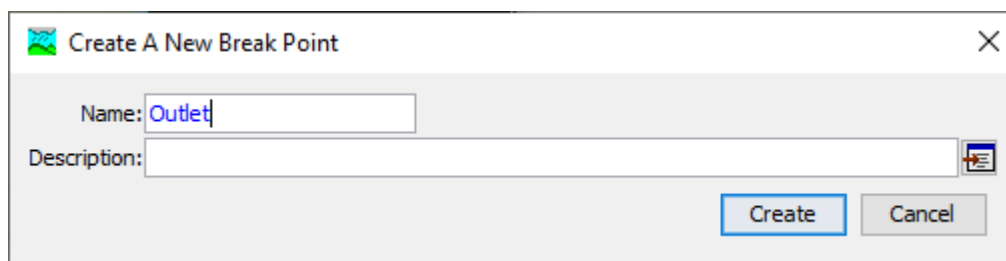 Create A New Break Point
Name: Outlet
Description:
Create Cancel